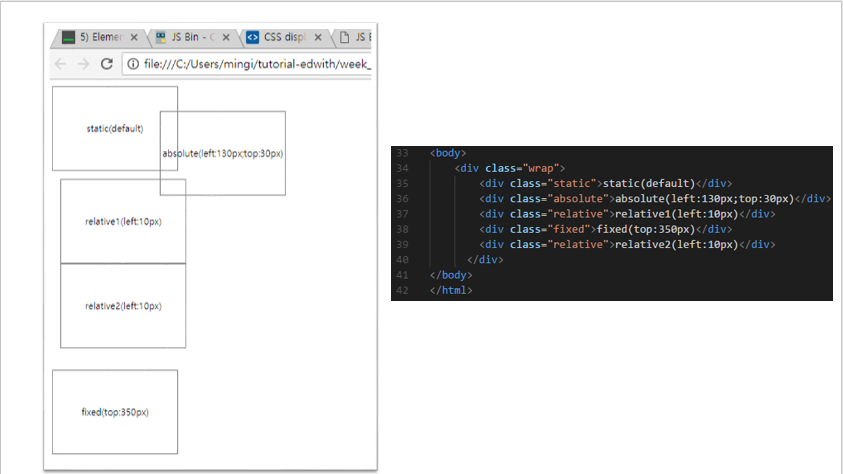 5) Elemen
JS Bin - C
CSS displ
JS E
file:///C:/Users/mingi/tutorial-edwith/week_
static(default)
absolute(left:130px;top:30px)
relative1(left:10px)
relative2(left:10px)
fixed(top:350px)
33 <body>
34 <div class="wrap">
35 <div class="static">static(default)</div>
36 <div class="absolute">absolute(left:130px;top:30px)</div>
37 <div class="relative">relative1(left:10px)</div>
38 <div class="fixed">fixed(top:350px)</div>
39 <div class="relative">relative2(left:10px)</div>
40 </div>
41 </body>
42 </html>